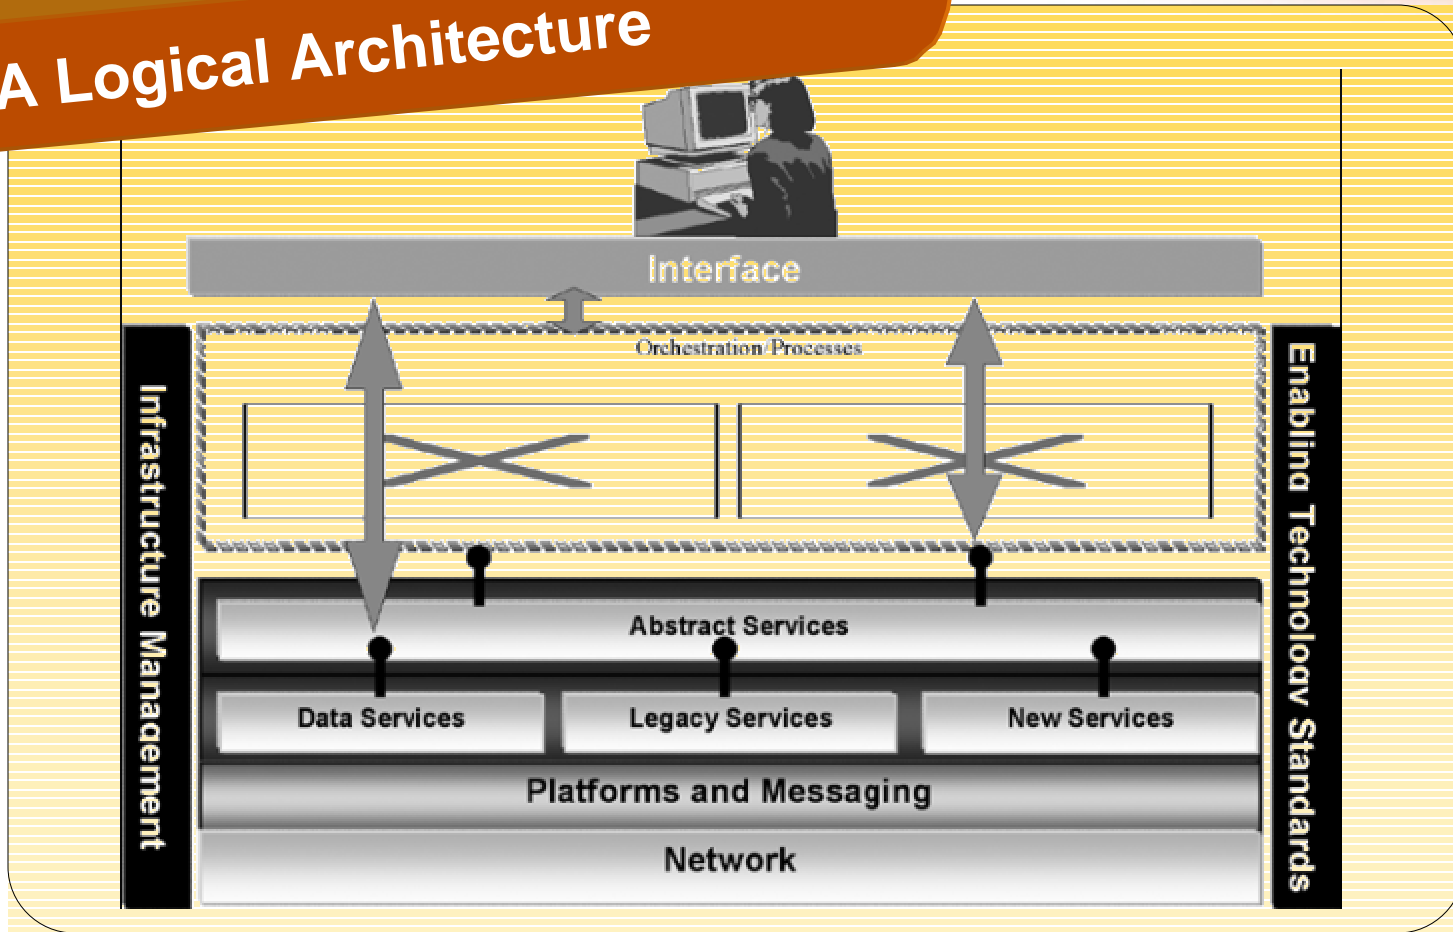 A Logical Architecture
Interface
Orchestration/Processes
Infrastructure Management
Enabling Technology Standards
Abstract Services
Data Services
Legacy Services
New Services
Platforms and Messaging
Network